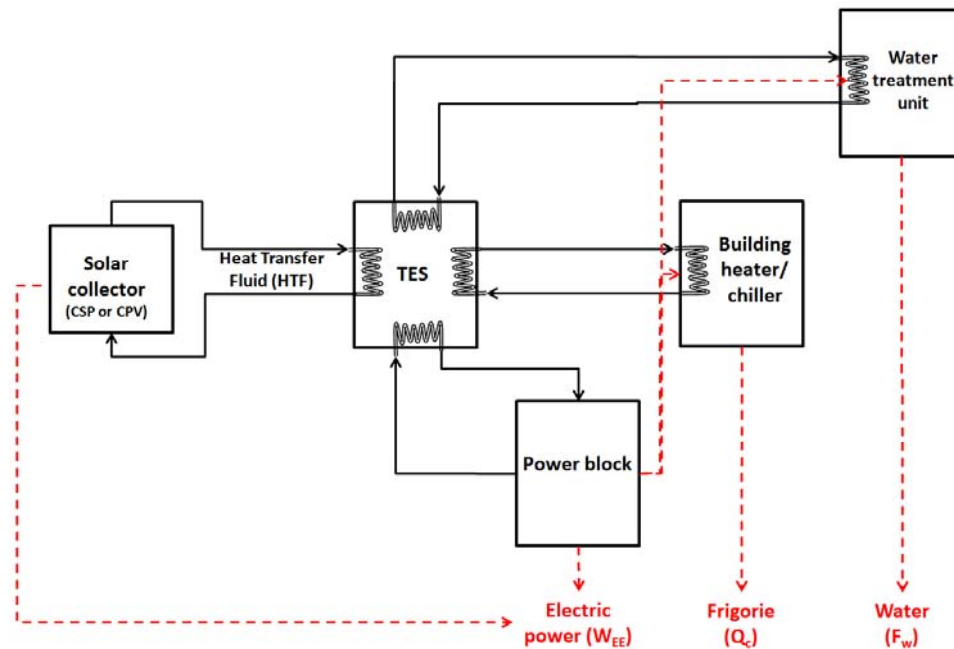 Water
treatment
unit
Solar
collector
(CSP or CPV)
Heat Transfer
Fluid (HTF)
TES
Building
heater/
chiller
Power block
Electric
power (W_EE)
Frigorie
(Q_c)
Water
(F_w)